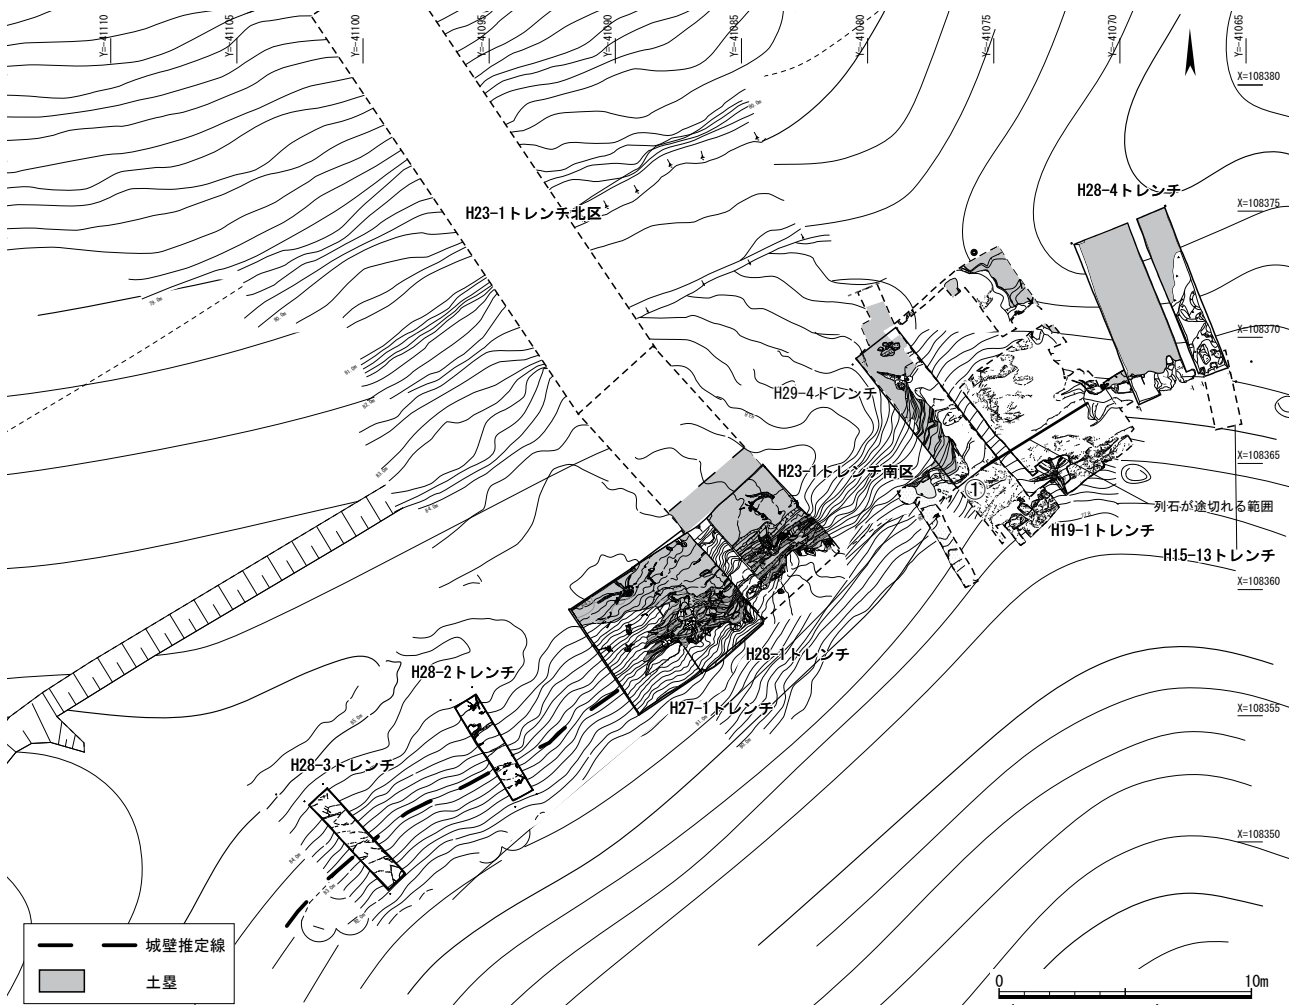 Y=-41110
Y=-41105
Y=-41100
Y=-41095
Y=-41090
Y=-41085
Y=-41080
Y=-41075
Y=-41070
Y=-41065
X=108380
H28-4トレンチ
X=108375
H23-1トレンチ北区
X=108370
H29-4トレンチ
X=108365
H23-1トレンチ南区
①
列石が途切れる範囲
H19-1トレンチ
H15-13トレンチ
X=108360
H28-1トレンチ
H28-2トレンチ
H27-1トレンチ
X=108355
H28-3トレンチ
X=108350
城壁推定線
土塁
0
10m